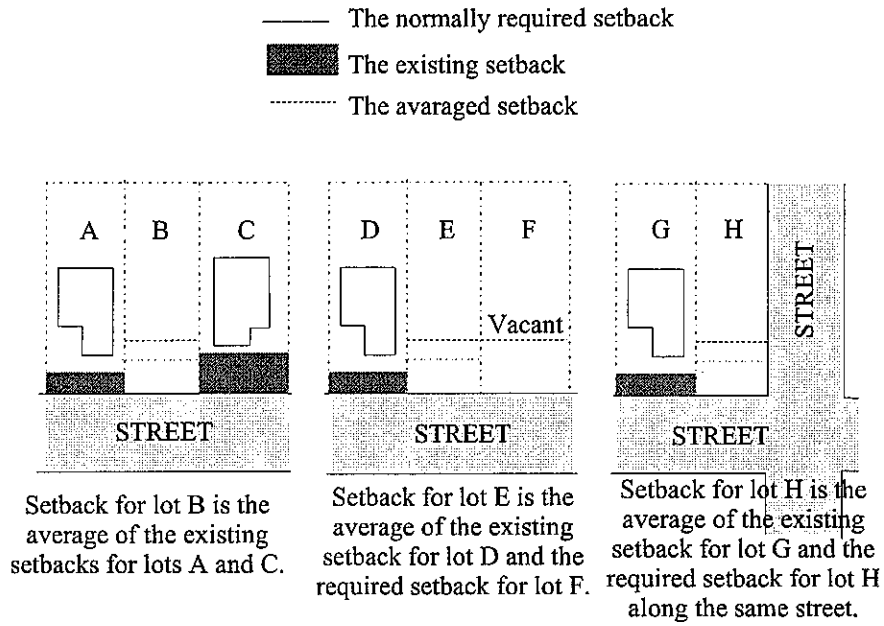 The normally required setback
The existing setback
The avaraged setback
A B C
D E F
G H
Vacant
STREET
STREET
STREET
STREET
Setback for lot B is the
average of the existing
setbacks for lots A and C.
Setback for lot E is the
average of the existing
setback for lot D and the
required setback for lot F.
Setback for lot H is the
average of the existing
setback for lot G and the
required setback for lot H
along the same street.